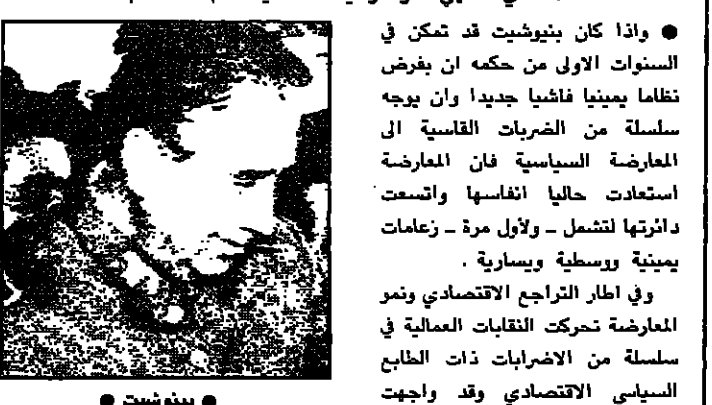 ● واذا كان بنيوشيت قد تمكن في
السنوات الاولى من حكمه ان يفرض
نظاما يمينيا فاشيا جديدا وان يوجه
سلسلة من الضربات القاسية الى
المعارضة السياسية فان المعارضة
استعادت حاليا انفاسها واتسعت
دائرتها لتشمل ــ ولأول مرة ــ زعامات
يمينية ووسطية ويسارية .
وفي اطار التراجع الاقتصادي ونمو
المعارضة تحركت النقابات العمالية في
سلسلة من الاضرابات ذات الطابع
السياسي الاقتصادي وقد واجهت
● بينوشيت ●